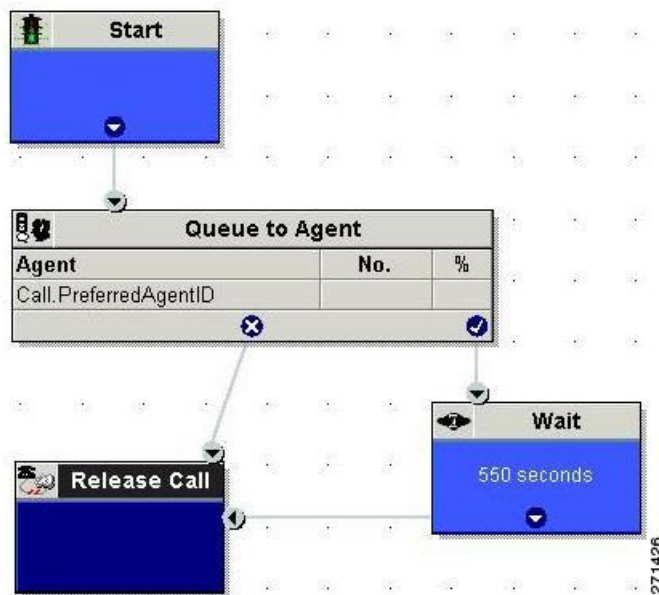 Start
Queue to Agent
Agent No. %
Call.PreferredAgentID
Wait
550 seconds
Release Call
271426